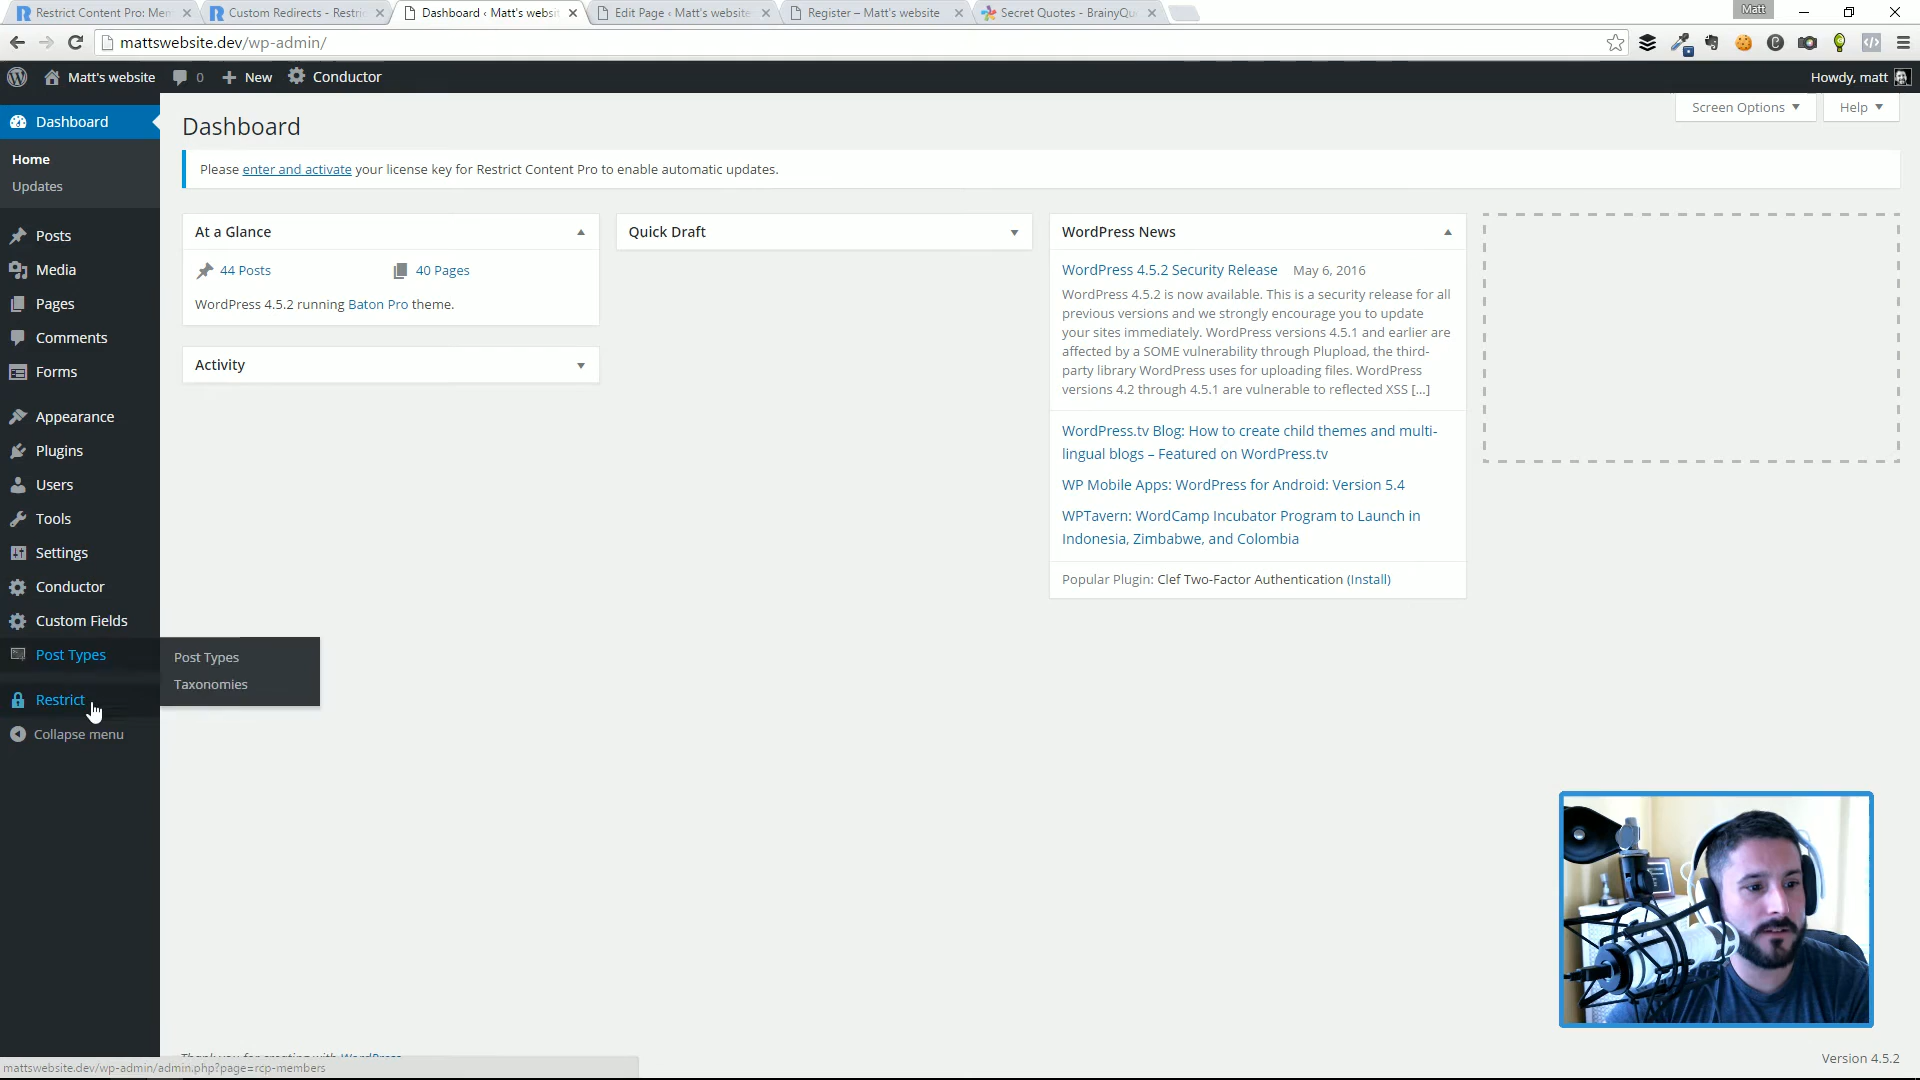 Restrict Content Pro: Mem
Custom Redirects - Restri
Dashboard ‹ Matt's websit
Edit Page ‹ Matt's website
Register – Matt's website
Secret Quotes - BrainyQu
Matt
mattswebsite.dev/wp-admin/
Matt's website
0
New
Conductor
Howdy, matt
Dashboard
Home
Updates
Posts
Media
Pages
Comments
Forms
Appearance
Plugins
Users
Tools
Settings
Conductor
Custom Fields
Post Types
Restrict
Collapse menu
Post Types
Taxonomies
Screen Options
Help
Dashboard
Please enter and activate your license key for Restrict Content Pro to enable automatic updates.
At a Glance
44 Posts
40 Pages
WordPress 4.5.2 running Baton Pro theme.
Activity
Quick Draft
WordPress News
WordPress 4.5.2 Security Release May 6, 2016
WordPress 4.5.2 is now available. This is a security release for all
previous versions and we strongly encourage you to update
your sites immediately. WordPress versions 4.5.1 and earlier are
affected by a SOME vulnerability through Plupload, the third-
party library WordPress uses for uploading files. WordPress
versions 4.2 through 4.5.1 are vulnerable to reflected XSS […]
WordPress.tv Blog: How to create child themes and multi-
lingual blogs – Featured on WordPress.tv
WP Mobile Apps: WordPress for Android: Version 5.4
WPTavern: WordCamp Incubator Program to Launch in
Indonesia, Zimbabwe, and Colombia
Popular Plugin: Clef Two-Factor Authentication (Install)
Thank you for creating with WordPress
mattswebsite.dev/wp-admin/admin.php?page=rcp-members
Version 4.5.2